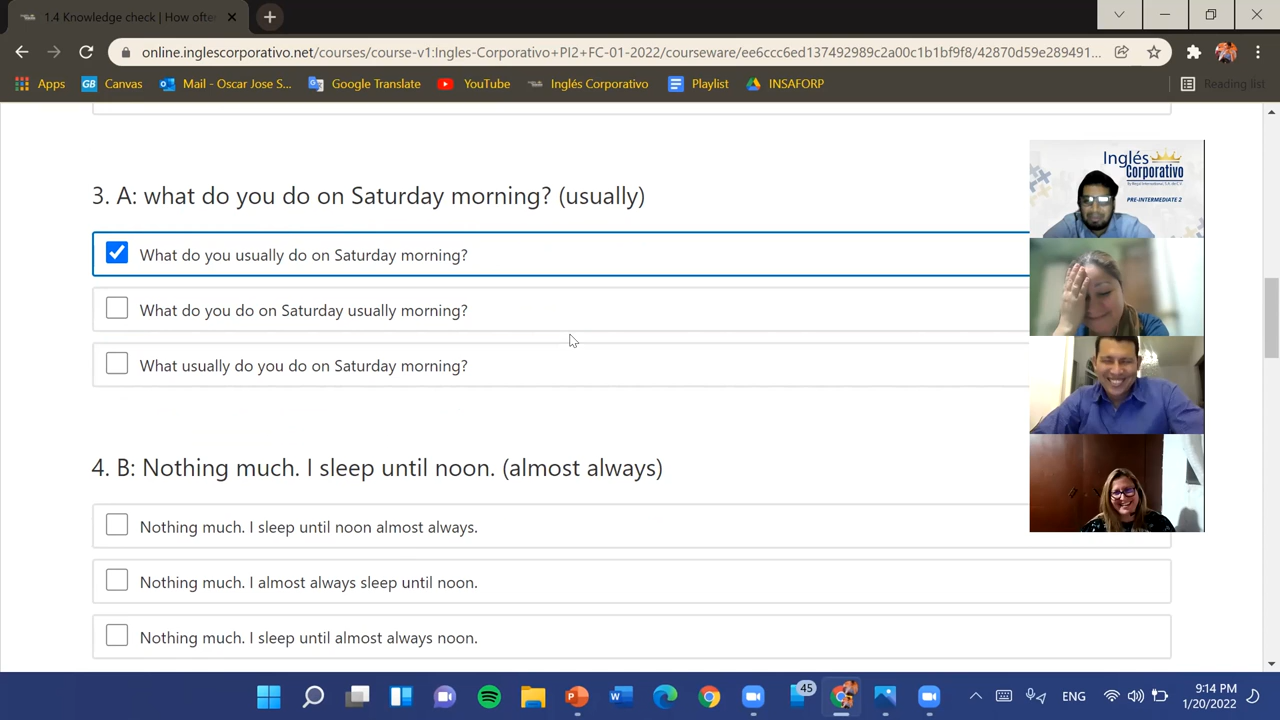 1.4 Knowledge check | How ofte
online.inglescorporativo.net/courses/course-v1:Ingles-Corporativo+PI2+FC-01-2022/courseware/ee6ccc6ed137492989c2a00c1b1bf9f8/42870d59e289491...
Apps
GB Canvas
Mail - Oscar Jose S...
Google Translate
YouTube
Inglés Corporativo
Playlist
INSAFORP
Reading list
3. A: what do you do on Saturday morning? (usually)
What do you usually do on Saturday morning?
What do you do on Saturday usually morning?
What usually do you do on Saturday morning?
4. B: Nothing much. I sleep until noon. (almost always)
Nothing much. I sleep until noon almost always.
Nothing much. I almost always sleep until noon.
Nothing much. I sleep until almost always noon.
Inglés
Corporativo
PRE-INTERMEDIATE 2
45
ENG
9:14 PM
1/20/2022